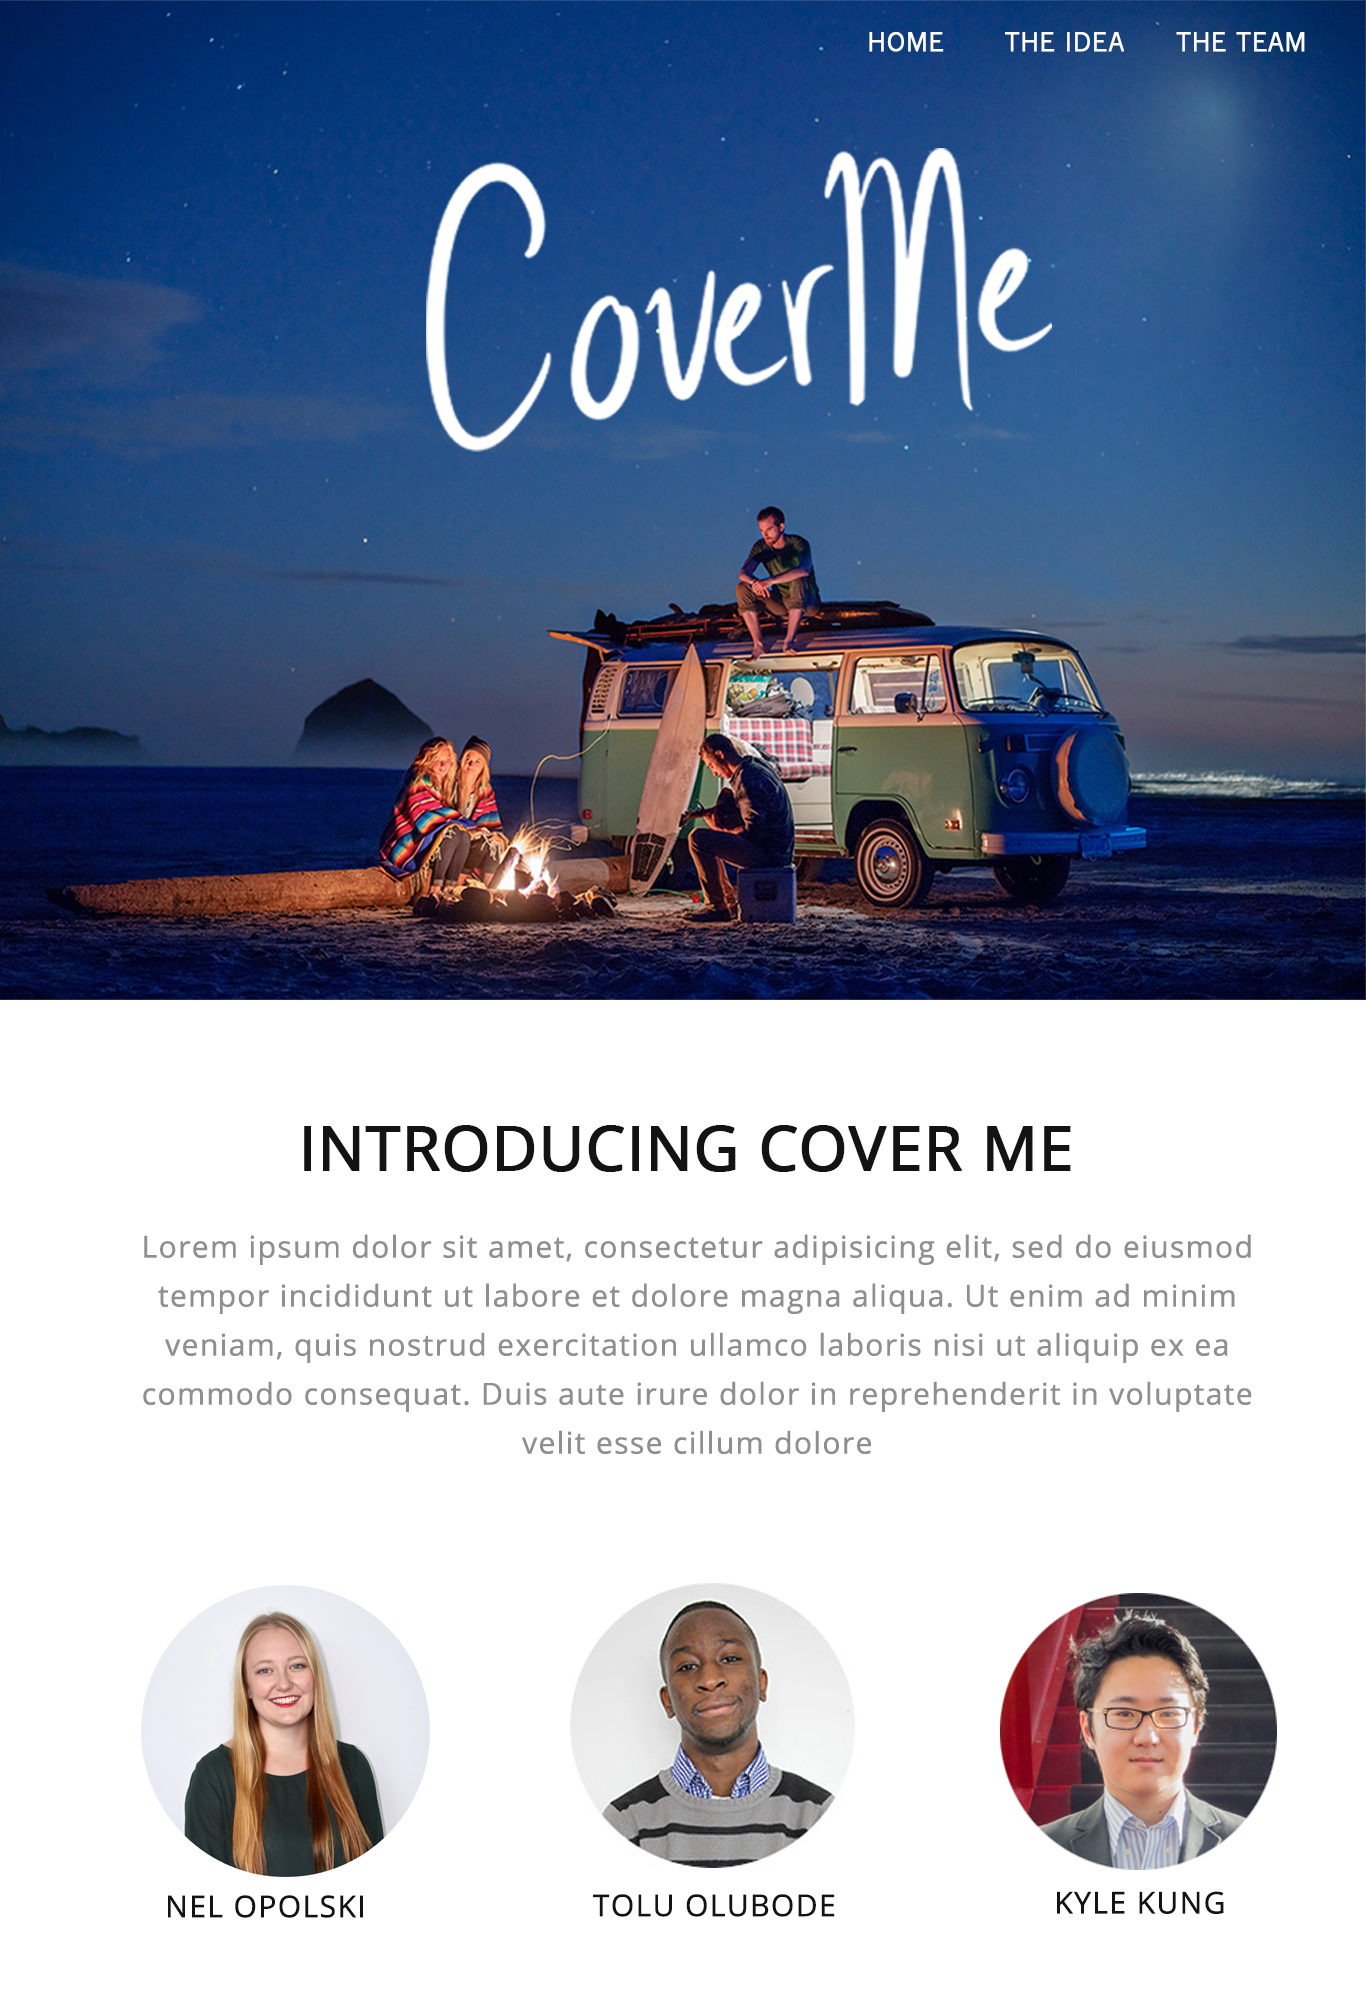 HOME THE IDEA THE TEAM
CoverMe
INTRODUCING COVER ME
Lorem ipsum dolor sit amet, consectetur adipisicing elit, sed do eiusmod
tempor incididunt ut labore et dolore magna aliqua. Ut enim ad minim
veniam, quis nostrud exercitation ullamco laboris nisi ut aliquip ex ea
commodo consequat. Duis aute irure dolor in reprehenderit in voluptate
velit esse cillum dolore
NEL OPOLSKI
TOLU OLUBODE
KYLE KUNG